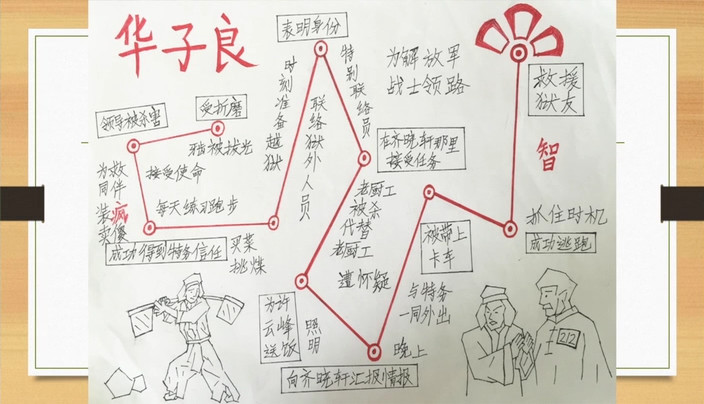 华子良
受折磨
牙被拔光
领导被杀害
接受使命
为救
同伴
装疯
卖傻
每天练习跑步
成功得到特务信任
买菜
挑煤
时刻准备越狱
表明身份
联络狱外人员
特别联络员
在齐晓轩那里
接受任务
老厨工
被杀
代替
老厨工
遭怀疑
为许
云峰
送饭
照明
向齐晓轩汇报情报
晚上
与特务
一同外出
被带上
卡车
成功逃跑
抓住时机
智
救援
狱友
为解放军
战士领路
212